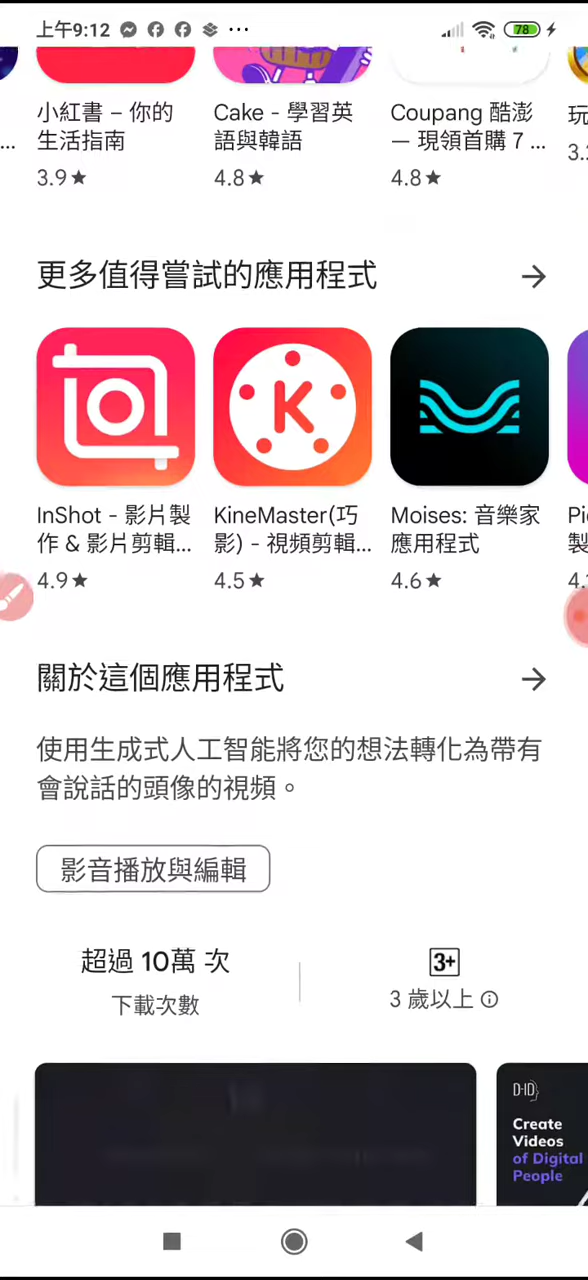 上午9:12
78
小紅書 – 你的
生活指南
3.9★
Cake - 學習英
語與韓語
4.8★
Coupang 酷澎
— 現領首購 7 ...
4.8★
玩
3.
更多值得嘗試的應用程式
InShot - 影片製
作 & 影片剪輯...
4.9★
KineMaster(巧
影) - 視頻剪輯...
4.5★
Moises: 音樂家
應用程式
4.6★
製
4.
關於這個應用程式
使用生成式人工智能將您的想法轉化為帶有
會說話的頭像的視頻。
影音播放與編輯
超過 10萬 次
下載次數
3+
3 歲以上
D-ID
Create
Videos
of Digital
People